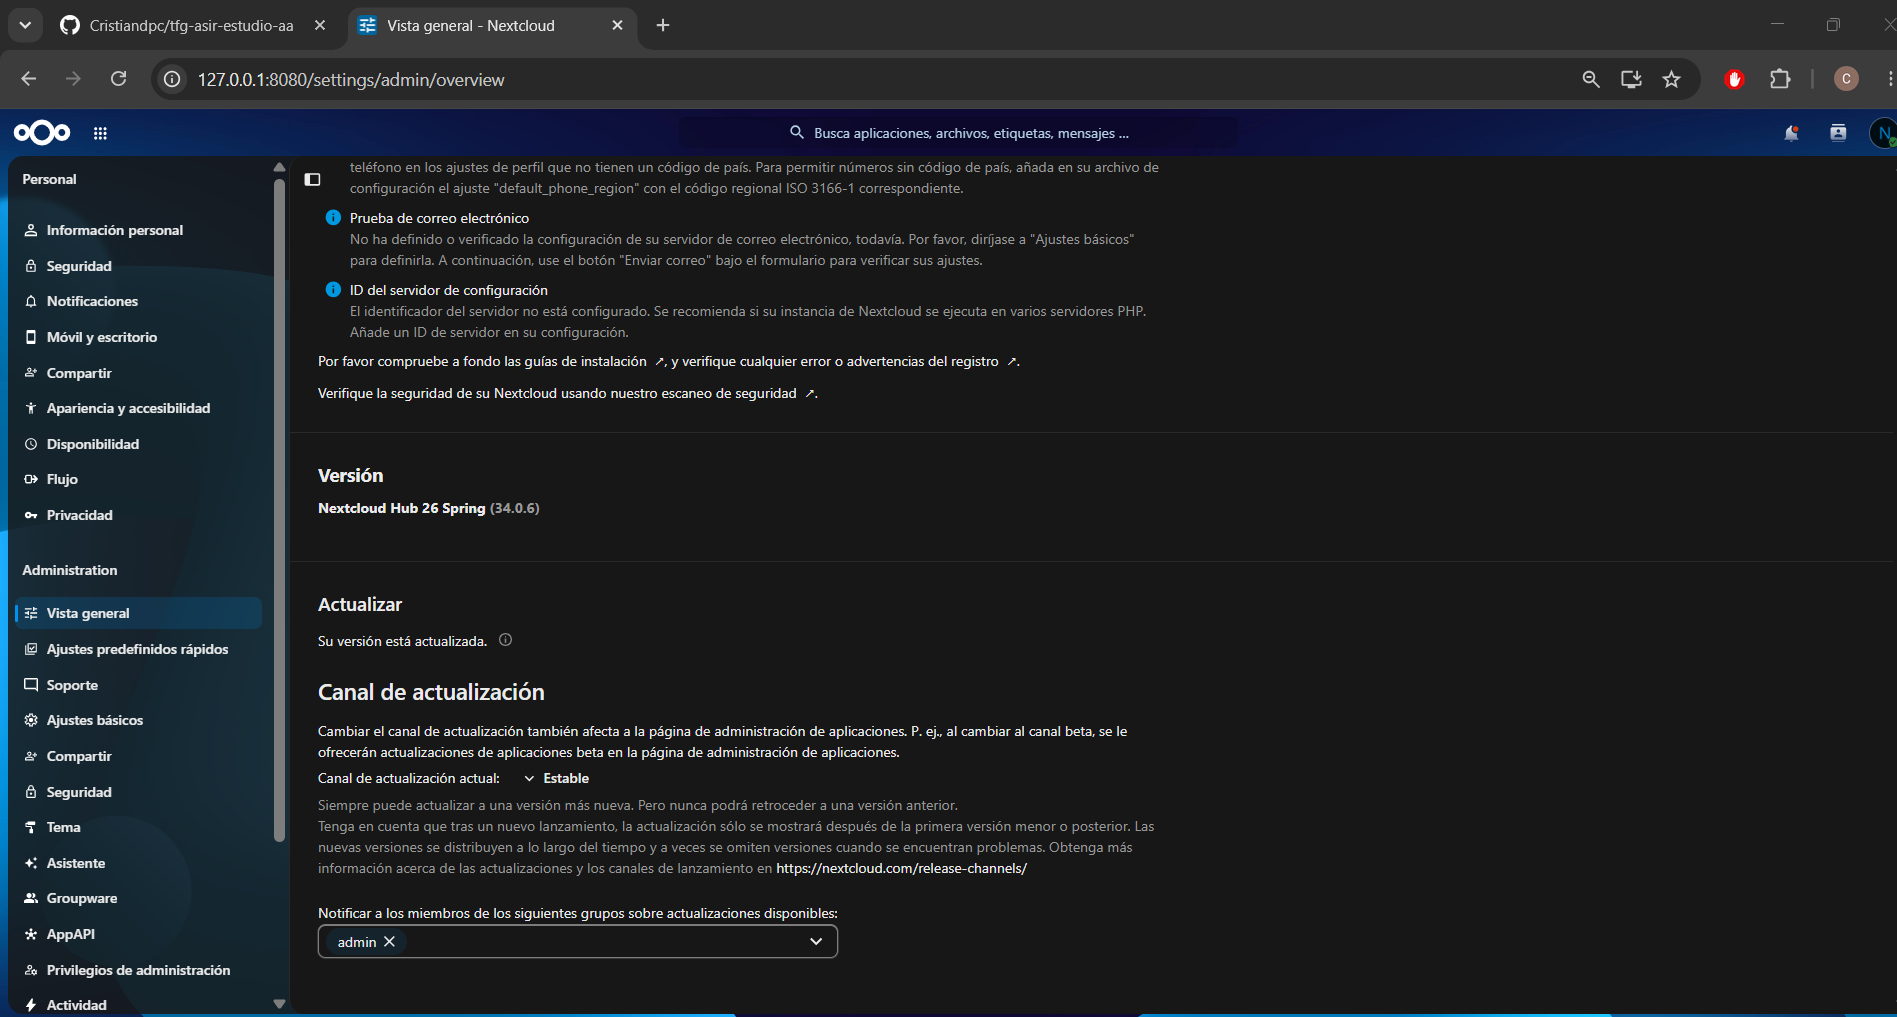 Cristiandpc/tfg-asir-estudio-aa
Vista general - Nextcloud
127.0.0.1:8080/settings/admin/overview
C
Busca aplicaciones, archivos, etiquetas, mensajes ...
N
Personal
Información personal
Seguridad
Notificaciones
Móvil y escritorio
Compartir
Apariencia y accesibilidad
Disponibilidad
Flujo
Privacidad
Administration
Vista general
Ajustes predefinidos rápidos
Soporte
Ajustes básicos
Compartir
Seguridad
Tema
Asistente
Groupware
AppAPI
Privilegios de administración
Actividad
teléfono en los ajustes de perfil que no tienen un código de país. Para permitir números sin código de país, añada en su archivo de
configuración el ajuste "default_phone_region" con el código regional ISO 3166-1 correspondiente.
Prueba de correo electrónico
No ha definido o verificado la configuración de su servidor de correo electrónico, todavía. Por favor, diríjase a "Ajustes básicos"
para definirla. A continuación, use el botón "Enviar correo" bajo el formulario para verificar sus ajustes.
ID del servidor de configuración
El identificador del servidor no está configurado. Se recomienda si su instancia de Nextcloud se ejecuta en varios servidores PHP.
Añade un ID de servidor en su configuración.
Por favor compruebe a fondo las guías de instalación ↗, y verifique cualquier error o advertencias del registro ↗.
Verifique la seguridad de su Nextcloud usando nuestro escaneo de seguridad ↗.
Versión
Nextcloud Hub 26 Spring (34.0.6)
Actualizar
Su versión está actualizada.
Canal de actualización
Cambiar el canal de actualización también afecta a la página de administración de aplicaciones. P. ej., al cambiar al canal beta, se le
ofrecerán actualizaciones de aplicaciones beta en la página de administración de aplicaciones.
Canal de actualización actual: Estable
Siempre puede actualizar a una versión más nueva. Pero nunca podrá retroceder a una versión anterior.
Tenga en cuenta que tras un nuevo lanzamiento, la actualización sólo se mostrará después de la primera versión menor o posterior. Las
nuevas versiones se distribuyen a lo largo del tiempo y a veces se omiten versiones cuando se encuentran problemas. Obtenga más
información acerca de las actualizaciones y los canales de lanzamiento en https://nextcloud.com/release-channels/
Notificar a los miembros de los siguientes grupos sobre actualizaciones disponibles:
admin